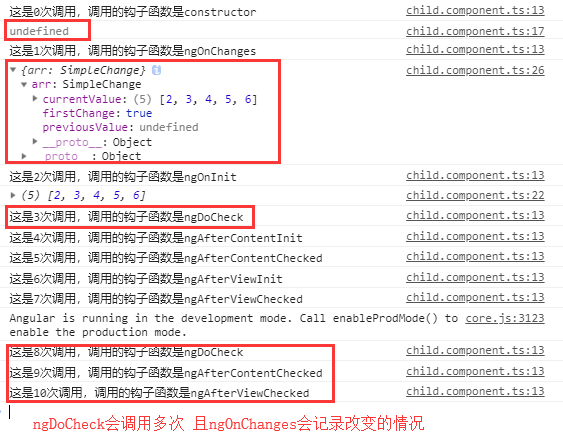 这是0次调用，调用的钩子函数是constructor child.component.ts:13
undefined child.component.ts:17
这是1次调用，调用的钩子函数是ngOnChanges child.component.ts:13
▼{arr: SimpleChange} i child.component.ts:26
▼arr: SimpleChange
▶currentValue: (5) [2, 3, 4, 5, 6]
firstChange: true
previousValue: undefined
▶__proto__: Object
▶__proto__: Object
这是2次调用，调用的钩子函数是ngOnInit child.component.ts:13
▶(5) [2, 3, 4, 5, 6] child.component.ts:22
这是3次调用，调用的钩子函数是ngDoCheck child.component.ts:13
这是4次调用，调用的钩子函数是ngAfterContentInit child.component.ts:13
这是5次调用，调用的钩子函数是ngAfterContentChecked child.component.ts:13
这是6次调用，调用的钩子函数是ngAfterViewInit child.component.ts:13
这是7次调用，调用的钩子函数是ngAfterViewChecked child.component.ts:13
Angular is running in the development mode. Call enableProdMode() to core.js:3123
enable the production mode.
这是8次调用，调用的钩子函数是ngDoCheck child.component.ts:13
这是9次调用，调用的钩子函数是ngAfterContentChecked child.component.ts:13
这是10次调用，调用的钩子函数是ngAfterViewChecked child.component.ts:13
ngDoCheck会调用多次 且ngOnChanges会记录改变的情况